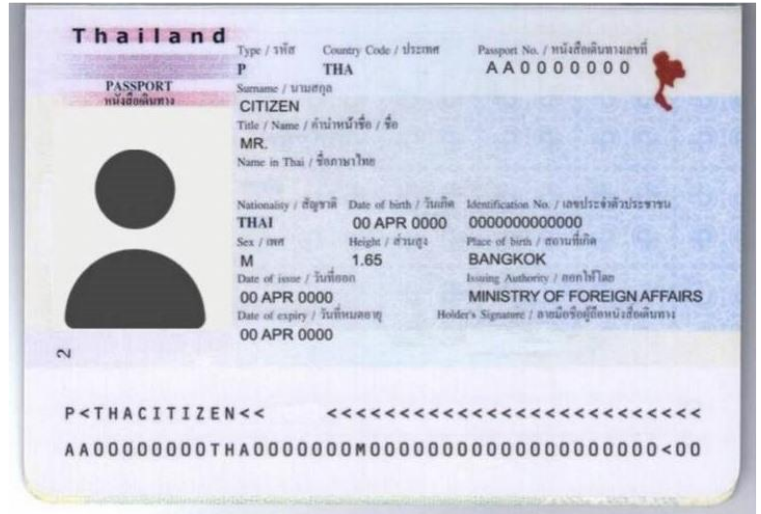 Thailand
PASSPORT
หนังสือเดินทาง
Type / รหัส Country Code / ประเทศ Passport No. / หนังสือเดินทางเลขที่
P THA AA0000000
Surname / นามสกุล
CITIZEN
Title / Name / คำนำหน้าชื่อ / ชื่อ
MR.
Name in Thai / ชื่อภาษาไทย
Nationality / สัญชาติ Date of birth / วันเกิด Identification No. / เลขประจำตัวประชาชน
THAI 00 APR 0000 0000000000000
Sex / เพศ Height / ส่วนสูง Place of birth / สถานที่เกิด
M 1.65 BANGKOK
Date of issue / วันที่ออก Issuing Authority / ออกให้โดย
00 APR 0000 MINISTRY OF FOREIGN AFFAIRS
Date of expiry / วันที่หมดอายุ Holder's Signature / ลายมือชื่อผู้ถือหนังสือเดินทาง
00 APR 0000
2
P<THACITIZEN<< <<<<<<<<<<<<<<<<<<<<<<<<<<
AA00000000THA0000000M00000000000000000000<00